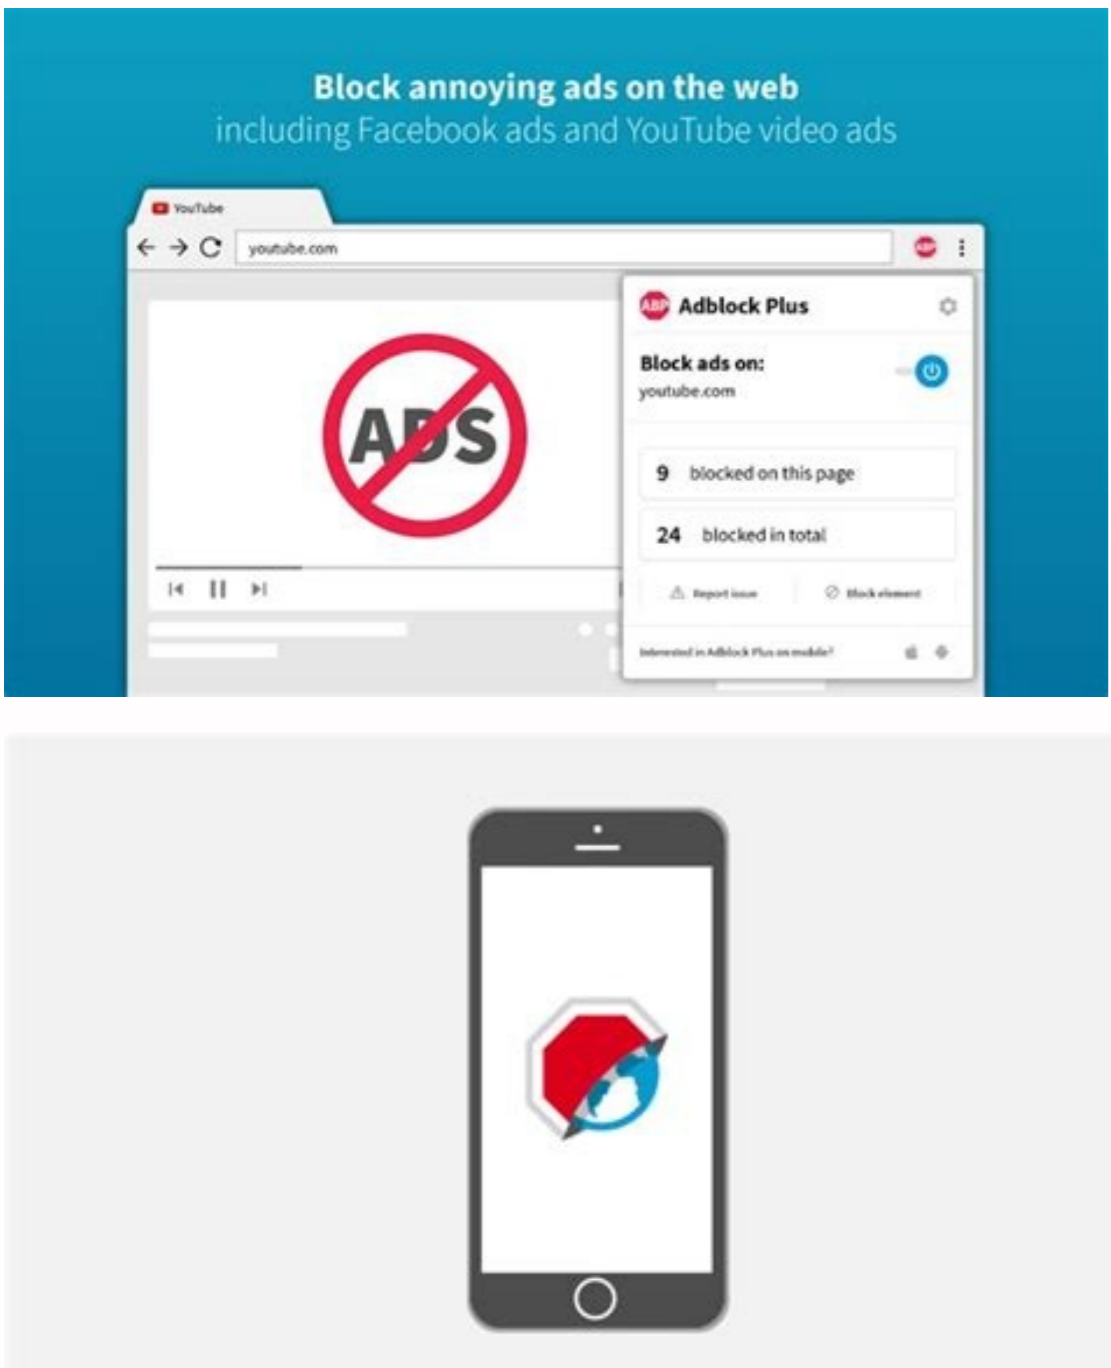 Block annoying ads on the web
including Facebook ads and YouTube video ads
YouTube
youtube.com
ABP
ABP Adblock Plus
Block ads on:
youtube.com
ADS
9 blocked on this page
24 blocked in total
Report issue
Block element
Interested in Adblock Plus on mobile?